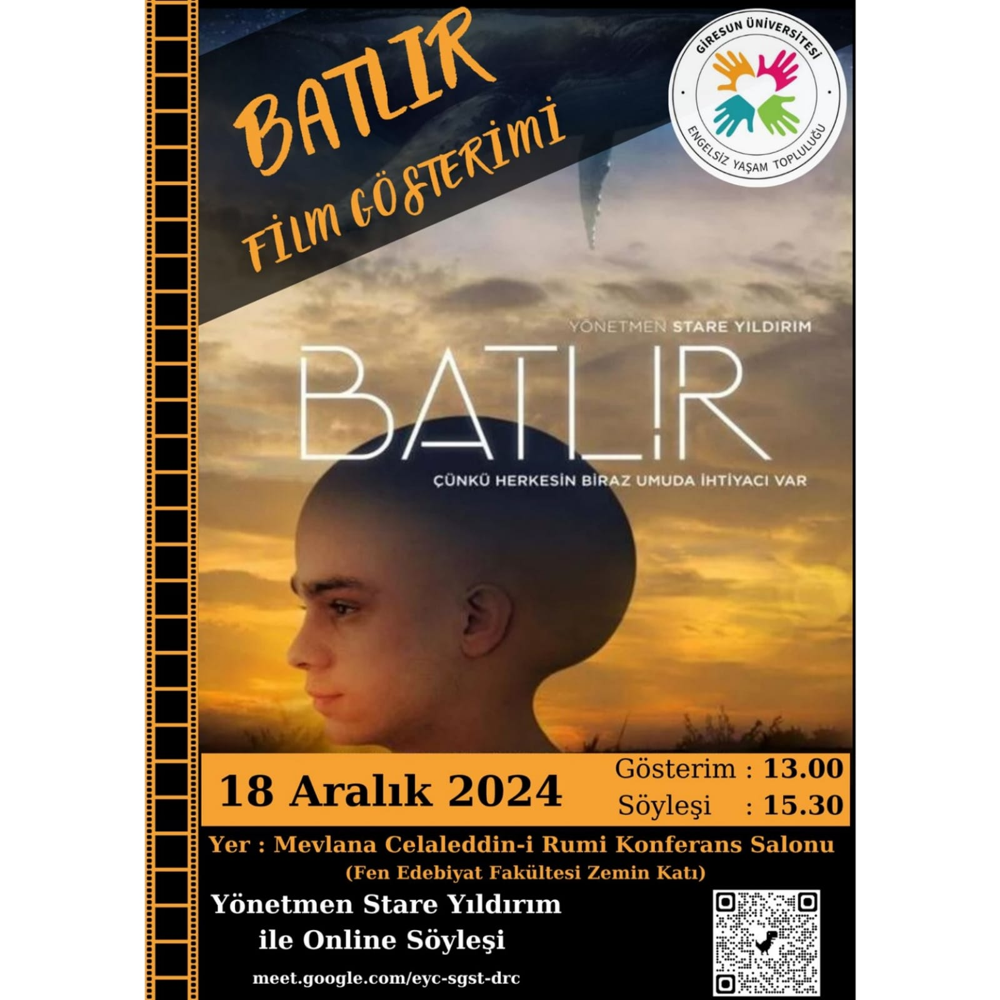 BATLIR
FİLM GÖSTERİMİ
GİRESUN ÜNİVERSİTESİ
ENGELSİZ YAŞAM TOPLULUĞU
YÖNETMEN STARE YILDIRIM
BATLIR
ÇÜNKÜ HERKESİN BİRAZ UMUDA İHTİYACI VAR
18 Aralık 2024
Gösterim : 13.00
Söyleşi : 15.30
Yer : Mevlana Celaleddin-i Rumi Konferans Salonu
(Fen Edebiyat Fakültesi Zemin Katı)
Yönetmen Stare Yıldırım
ile Online Söyleşi
meet.google.com/eyc-sgst-drc